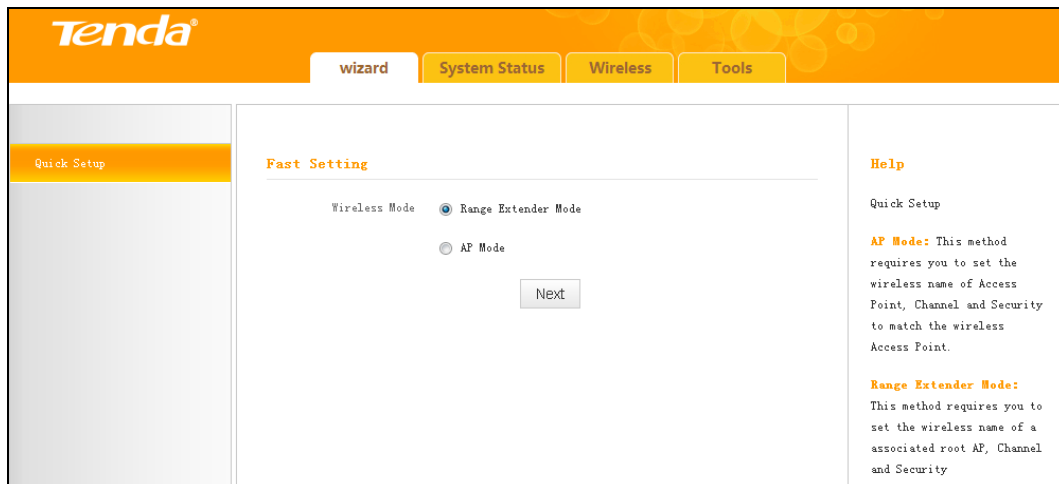 Tenda®
wizard
System Status
Wireless
Tools
Quick Setup
Fast Setting
Wireless Mode
Range Extender Mode
AP Mode
Next
Help
Quick Setup
AP Mode: This method
requires you to set the
wireless name of Access
Point, Channel and Security
to match the wireless
Access Point.
Range Extender Mode:
This method requires you to
set the wireless name of a
associated root AP, Channel
and Security